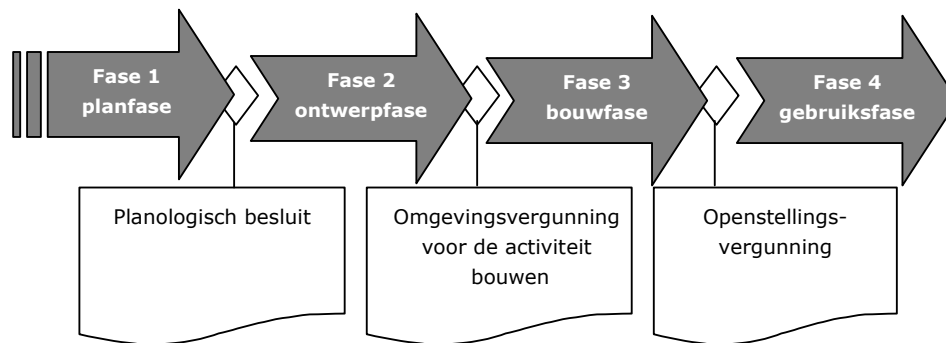 Fase 1
planfase
Fase 2
ontwerpfase
Fase 3
bouwfase
Fase 4
gebruiksfase
Planologisch besluit
Omgevingsvergunning
voor de activiteit
bouwen
Openstellings-
vergunning